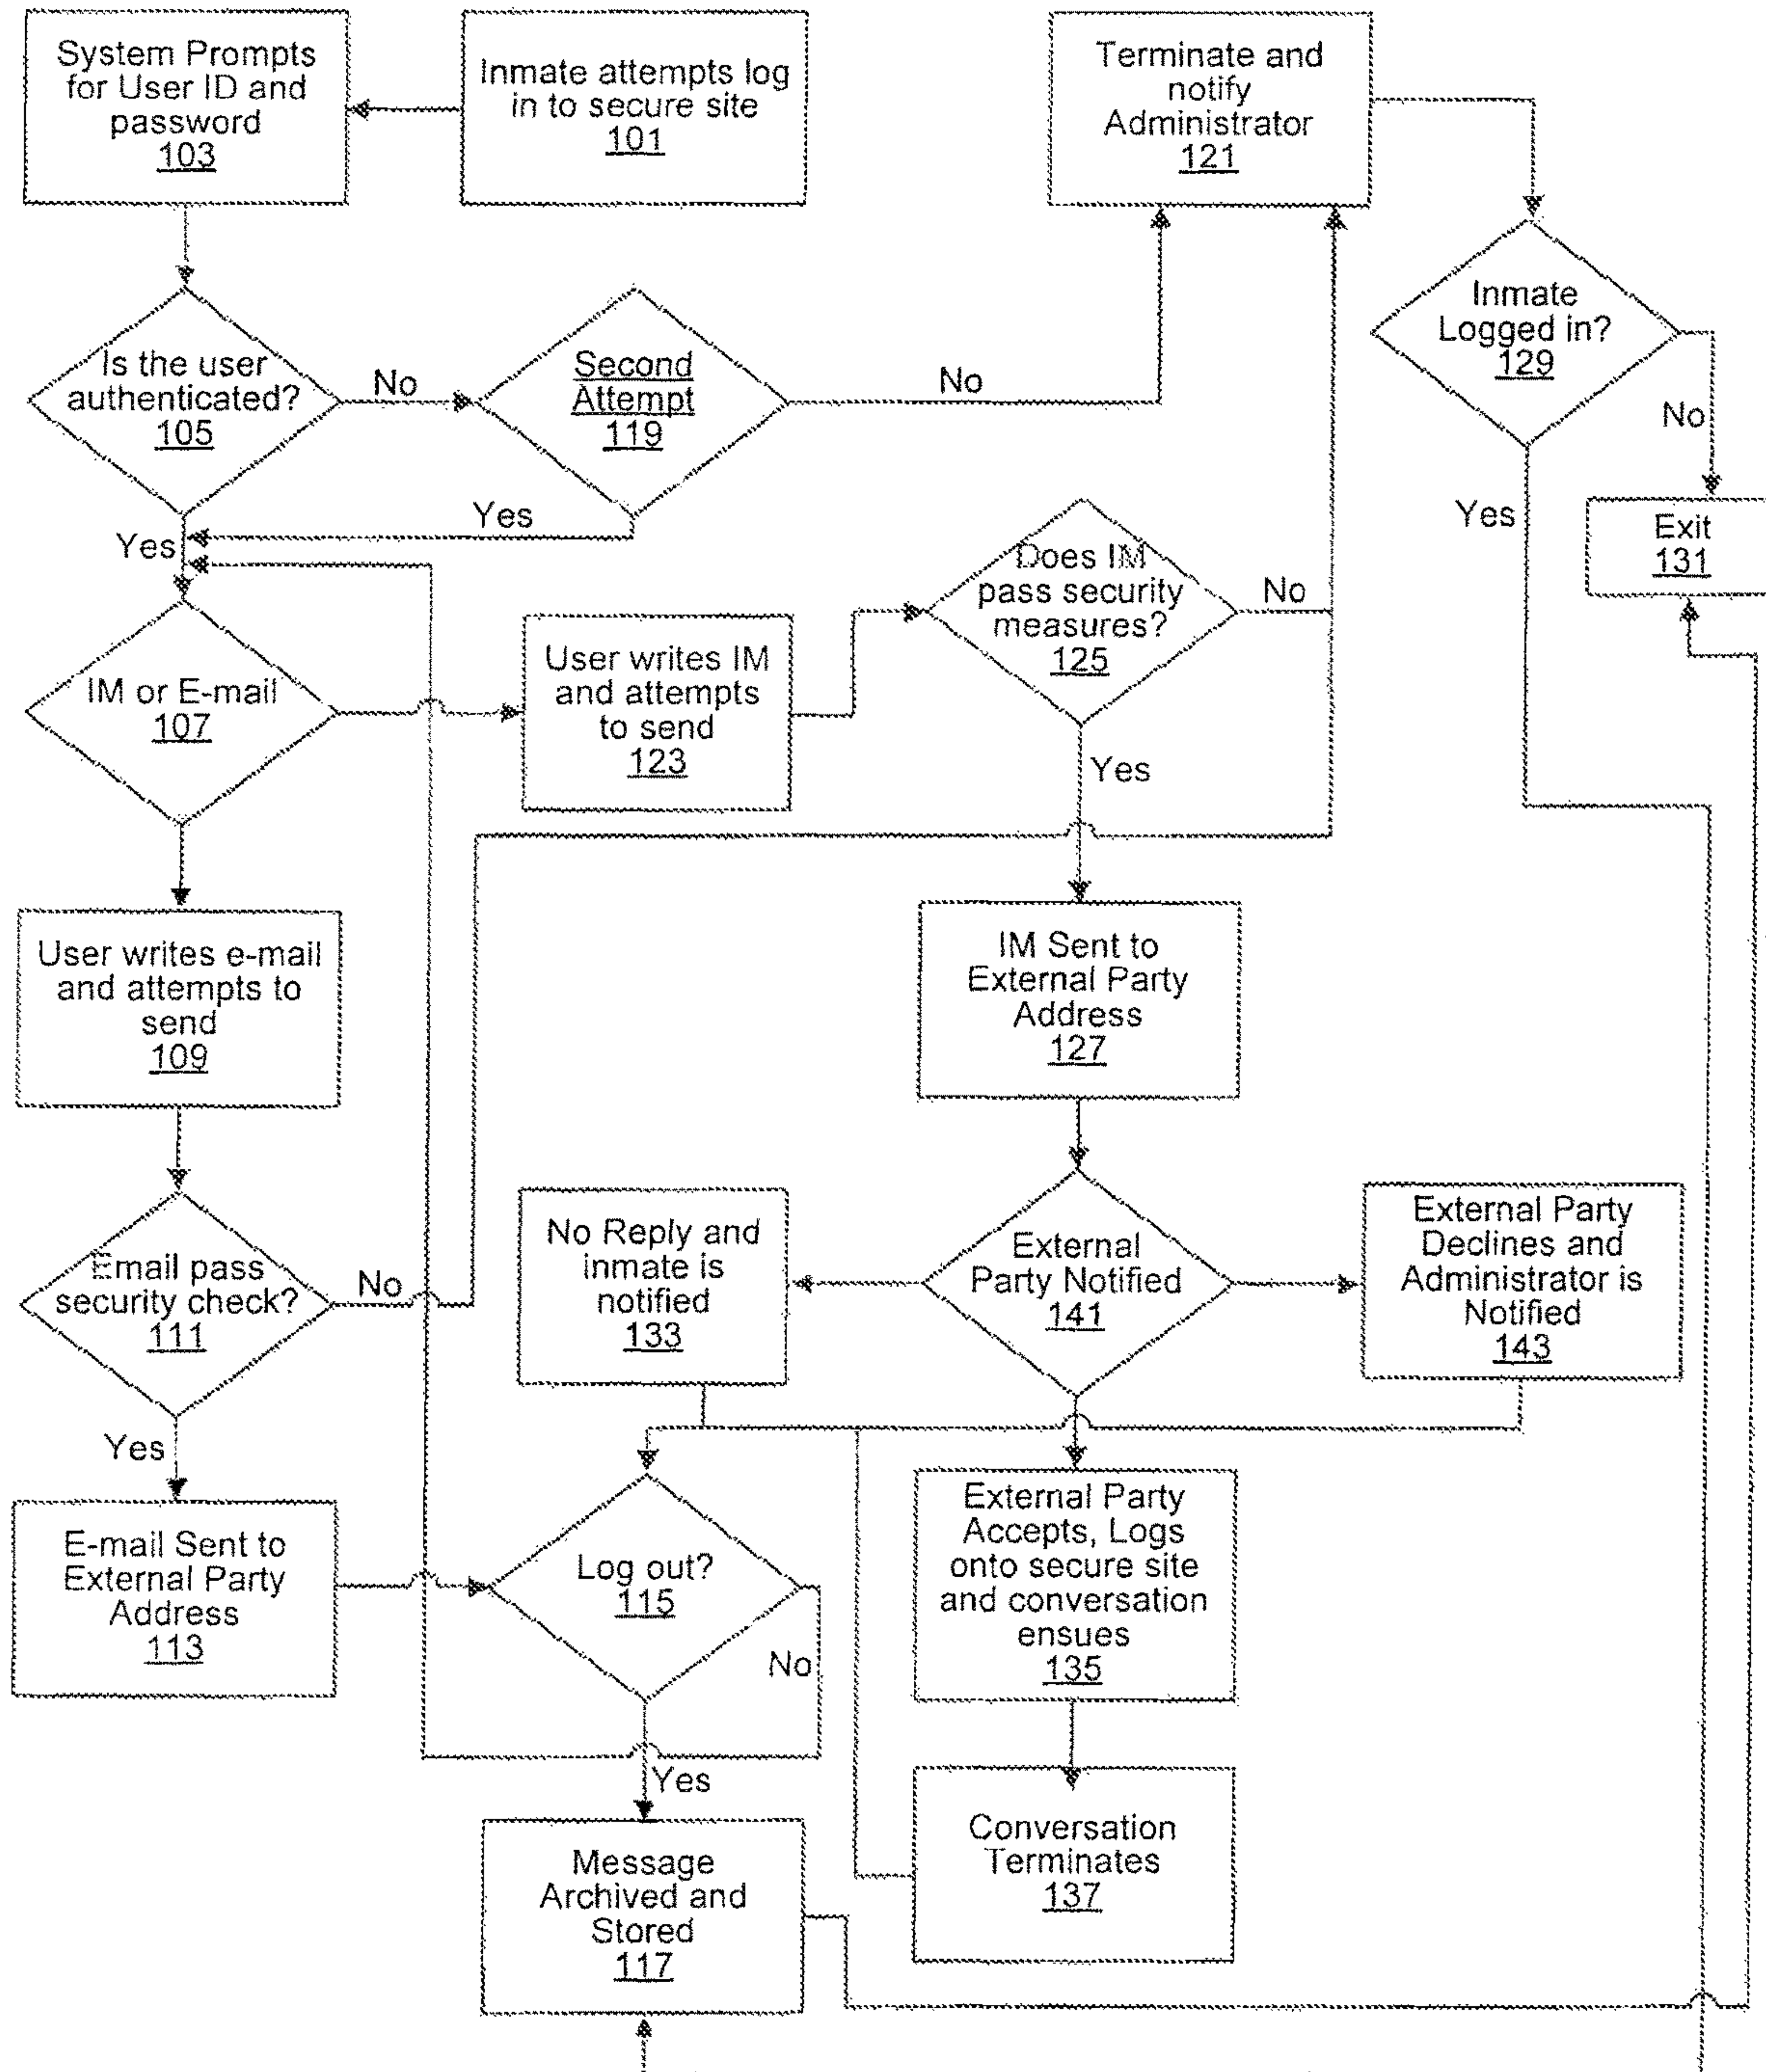 System Prompts
for User ID and
password
103
Inmate attempts log
in to secure site
101
Terminate and
notify
Administrator
121
Inmate
Logged in?
129
Is the user
authenticated?
105
No
Second
Attempt
119
No
No
Yes
Yes
Yes
Exit
131
Does IM
pass security
measures?
125
No
IM or E-mail
107
User writes IM
and attempts
to send
123
Yes
User writes e-mail
and attempts to
send
109
IM Sent to
External Party
Address
127
Email pass
security check?
111
No
No Reply and
inmate is
notified
133
External
Party Notified
141
External Party
Declines and
Administrator is
Notified
143
Yes
E-mail Sent to
External Party
Address
113
Log out?
115
No
External Party
Accepts, Logs
onto secure site
and conversation
ensues
135
Yes
Message
Archived and
Stored
117
Conversation
Terminates
137